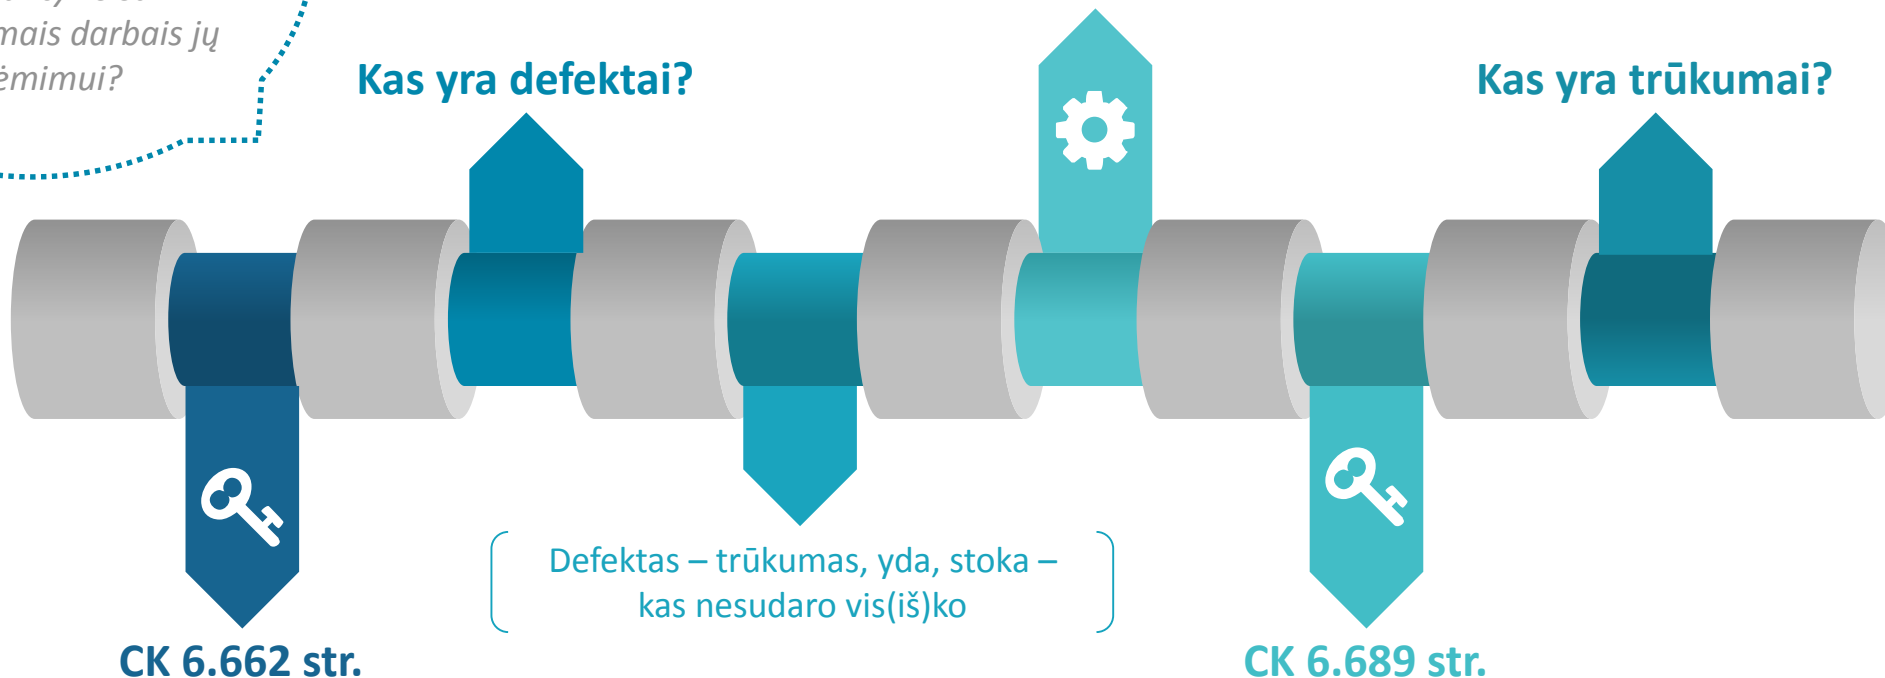 mais darbais jų
ėmimui?
Kas yra defektai?
Kas yra trūkumai?
Defektas – trūkumas, yda, stoka –
kas nesudaro vis(iš)ko
CK 6.662 str.
CK 6.689 str.